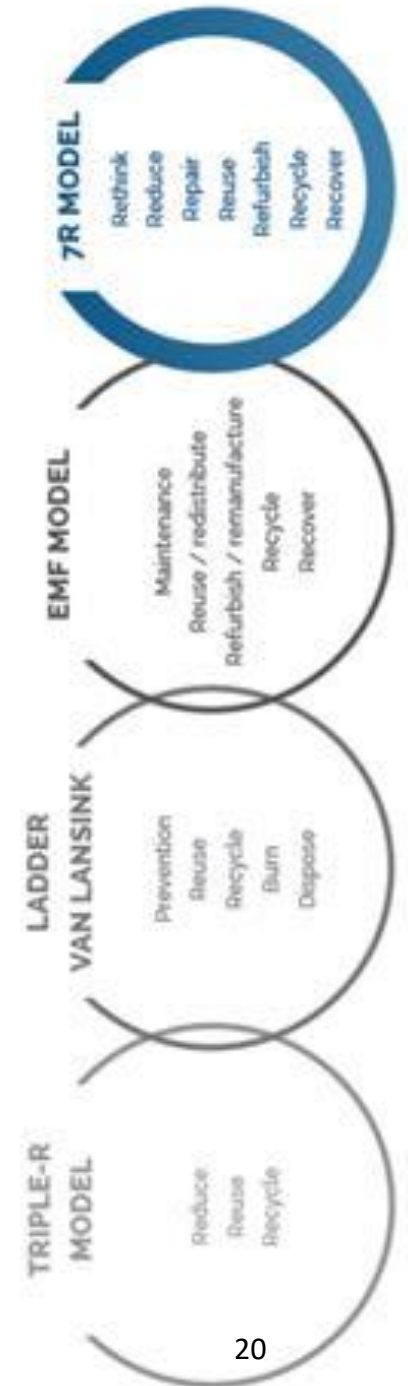 TRIPLE-R
MODEL
Reduce
Reuse
Recycle
LADDER
VAN LANSINK
Prevention
Reuse
Recycle
Burn
Dispose
EMF MODEL
Maintenance
Reuse / redistribute
Refurbish / remanufacture
Recycle
Recover
7R MODEL
Rethink
Reduce
Repair
Reuse
Refurbish
Recycle
Recover
20